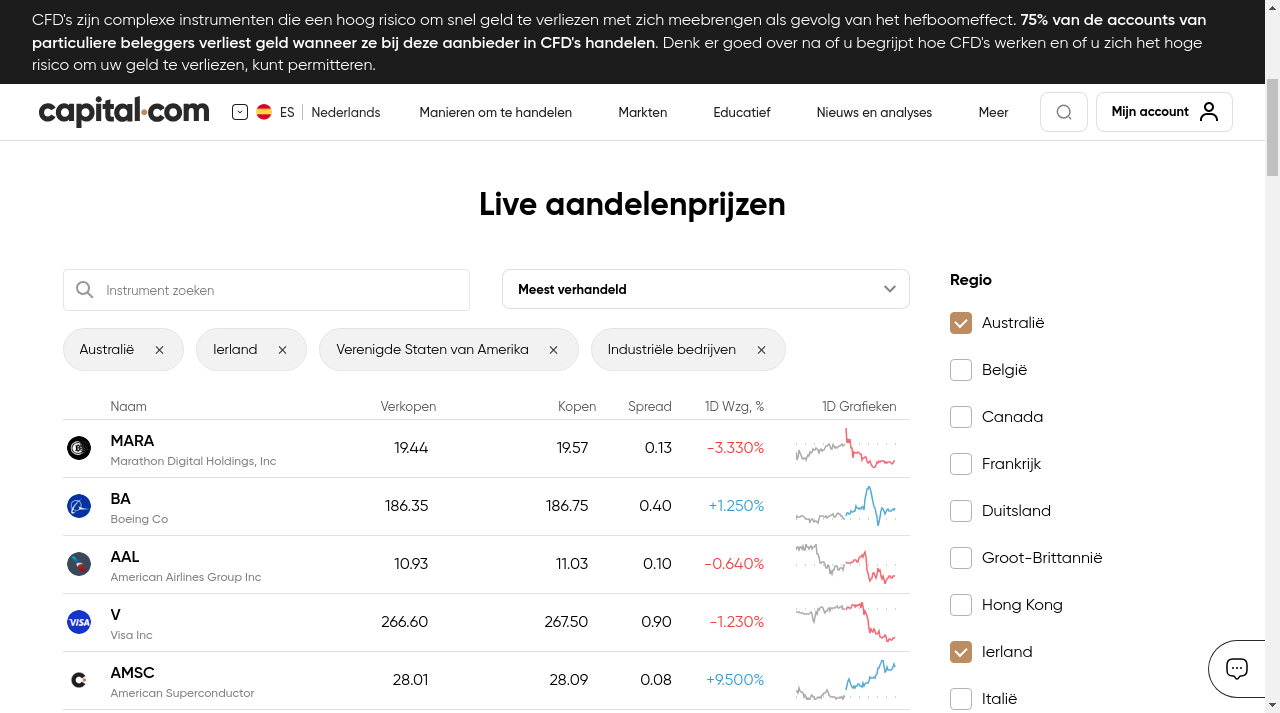 CFD's zijn complexe instrumenten die een hoog risico om snel geld te verliezen met zich meebrengen als gevolg van het hefboomeffect. 75% van de accounts van
particuliere beleggers verliest geld wanneer ze bij deze aanbieder in CFD's handelen. Denk er goed over na of u begrijpt hoe CFD's werken en of u zich het hoge
risico om uw geld te verliezen, kunt permitteren.
capital.com ES Nederlands Manieren om te handelen Markten Educatief Nieuws en analyses Meer Mijn account
Live aandelenprijzen
Instrument zoeken
Meest verhandeld
Australië Ierland Verenigde Staten van Amerika Industriële bedrijven
Naam Verkopen Kopen Spread 1D Wzg, % 1D Grafieken
MARA 19.44 19.57 0.13 -3.330%
Marathon Digital Holdings, Inc
BA 186.35 186.75 0.40 +1.250%
Boeing Co
AAL 10.93 11.03 0.10 -0.640%
American Airlines Group Inc
VISA V 266.60 267.50 0.90 -1.230%
Visa Inc
AMSC 28.01 28.09 0.08 +9.500%
American Superconductor
Regio
Australië
België
Canada
Frankrijk
Duitsland
Groot-Brittannië
Hong Kong
Ierland
Italië